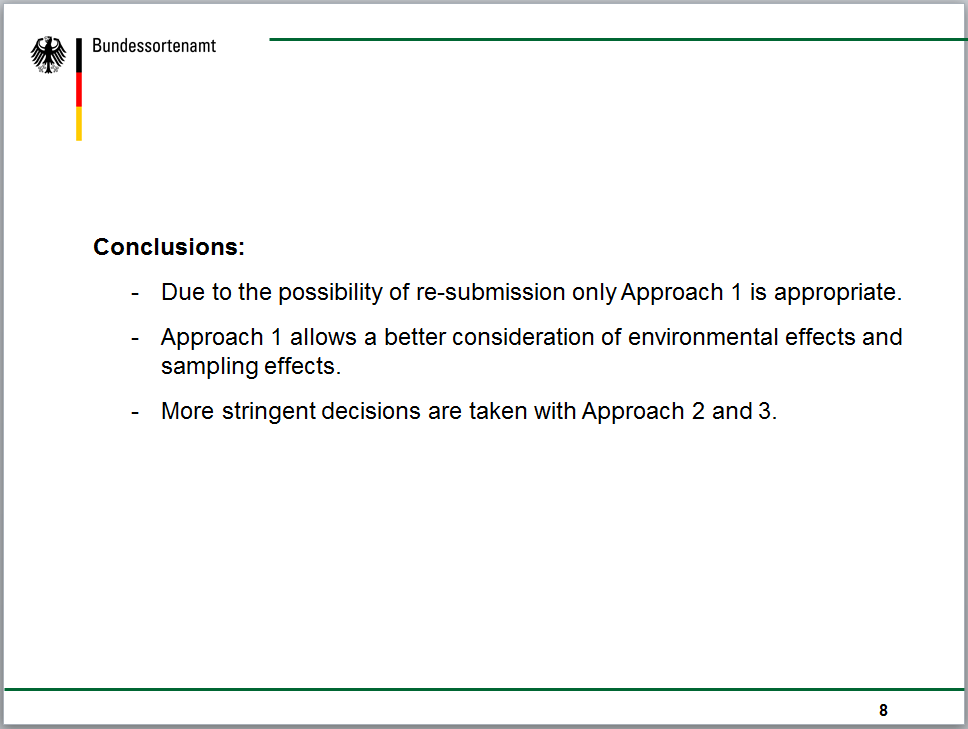 Bundessortenamt
Conclusions:
- Due to the possibility of re-submission only Approach 1 is appropriate.
- Approach 1 allows a better consideration of environmental effects and
sampling effects.
- More stringent decisions are taken with Approach 2 and 3.
8